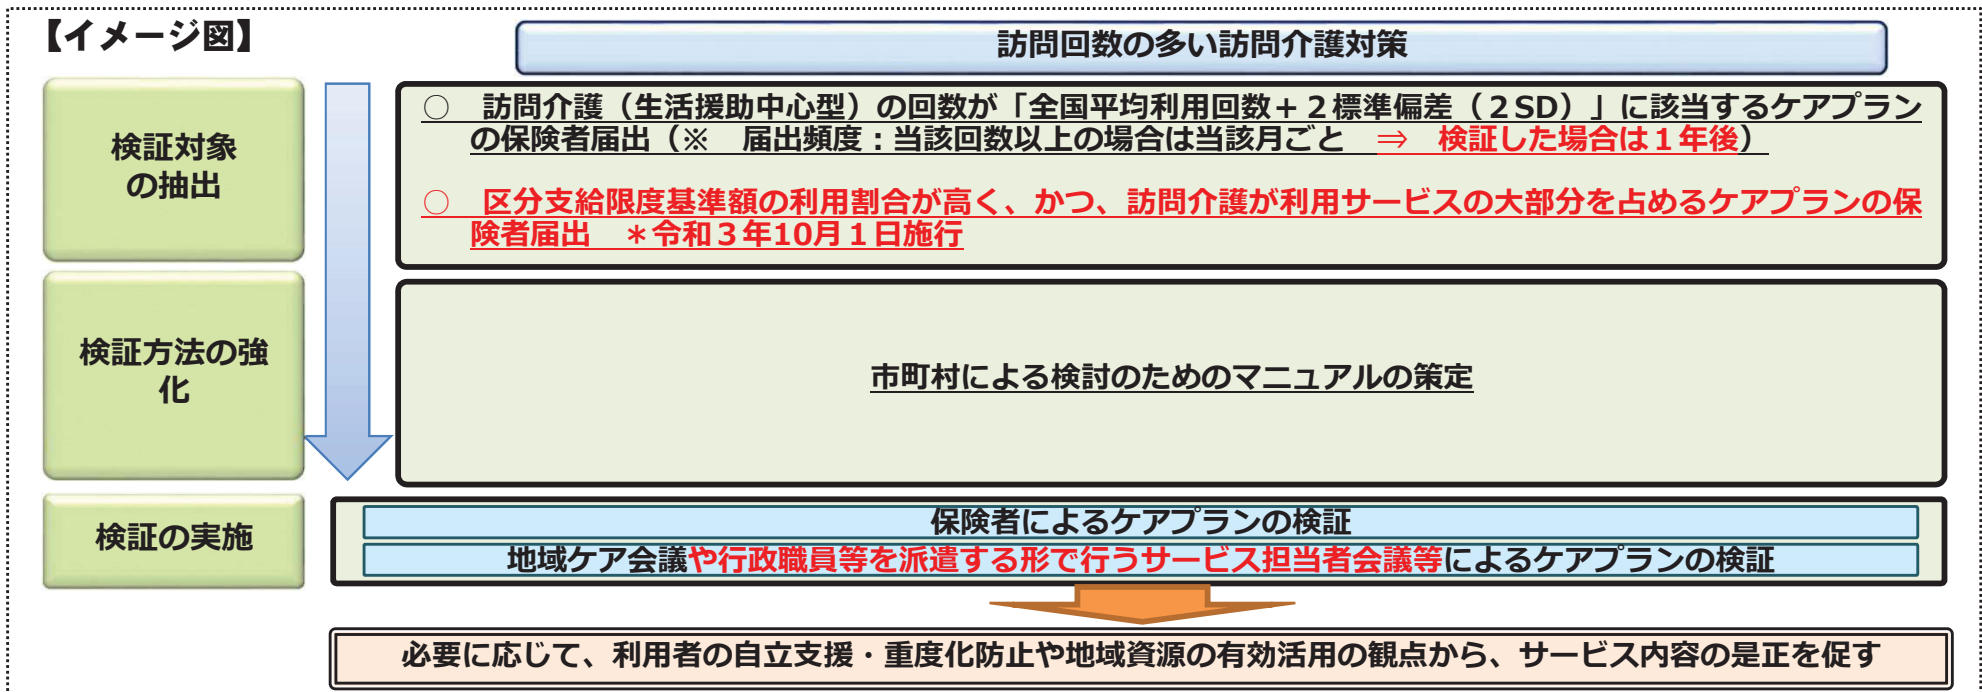 【イメージ図】
訪問回数の多い訪問介護対策
検証対象
の抽出
○　訪問介護（生活援助中心型）の回数が「全国平均利用回数＋２標準偏差（２SD）」に該当するケアプラン
の保険者届出（※　届出頻度：当該回数以上の場合は当該月ごと　⇒　検証した場合は１年後）
○　区分支給限度基準額の利用割合が高く、かつ、訪問介護が利用サービスの大部分を占めるケアプランの保
険者届出　＊令和３年10月１日施行
検証方法の強
化
市町村による検討のためのマニュアルの策定
検証の実施
保険者によるケアプランの検証
地域ケア会議や行政職員等を派遣する形で行うサービス担当者会議等によるケアプランの検証
必要に応じて、利用者の自立支援・重度化防止や地域資源の有効活用の観点から、サービス内容の是正を促す